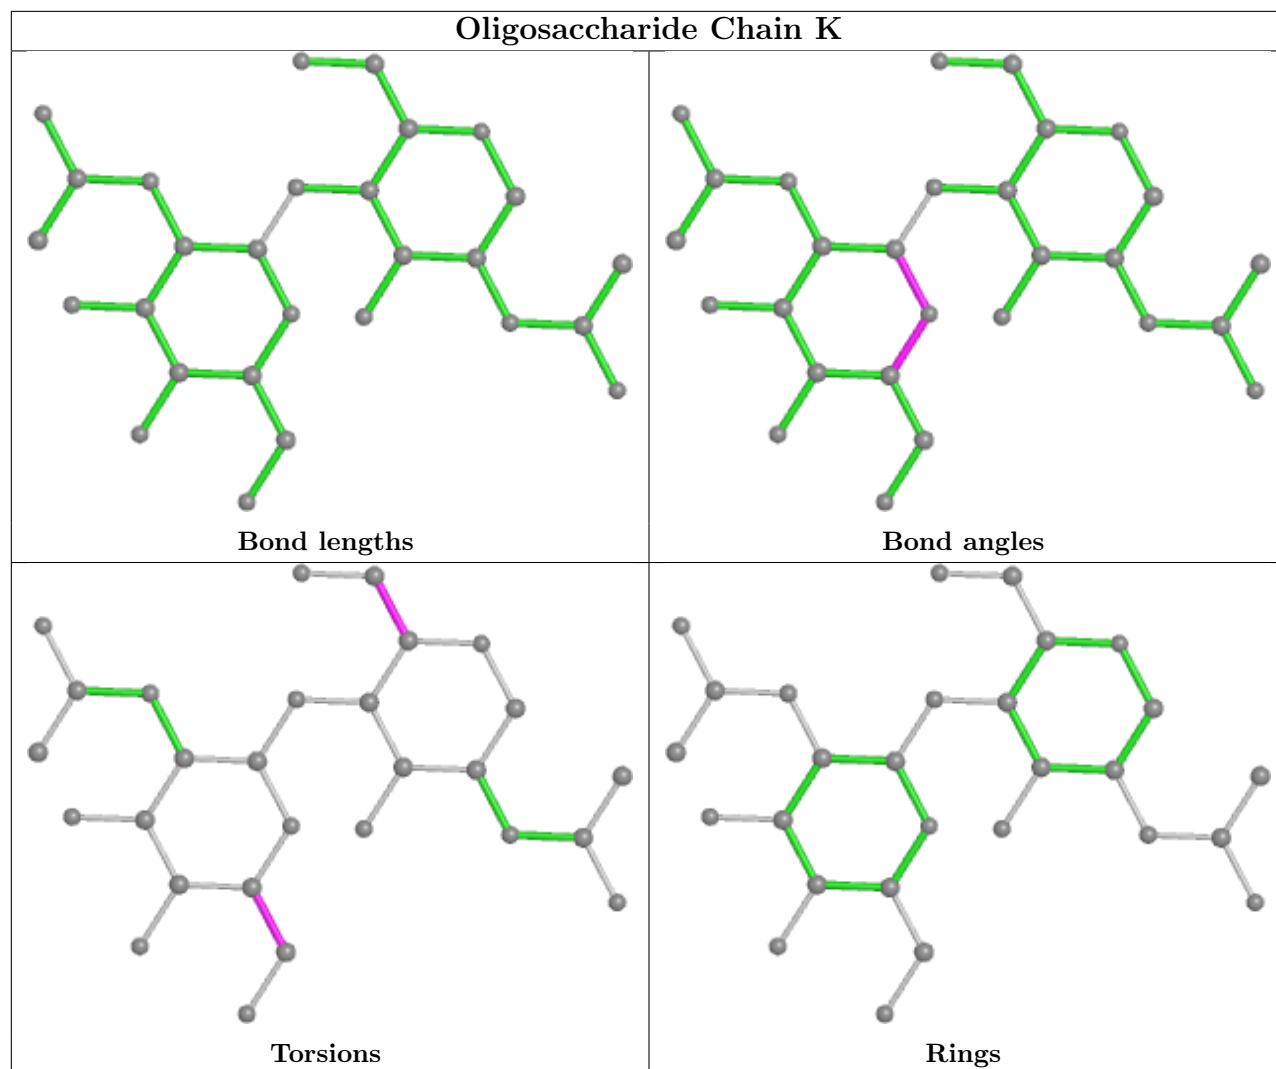 Oligosaccharide Chain K
Bond lengths
Bond angles
Torsions
Rings